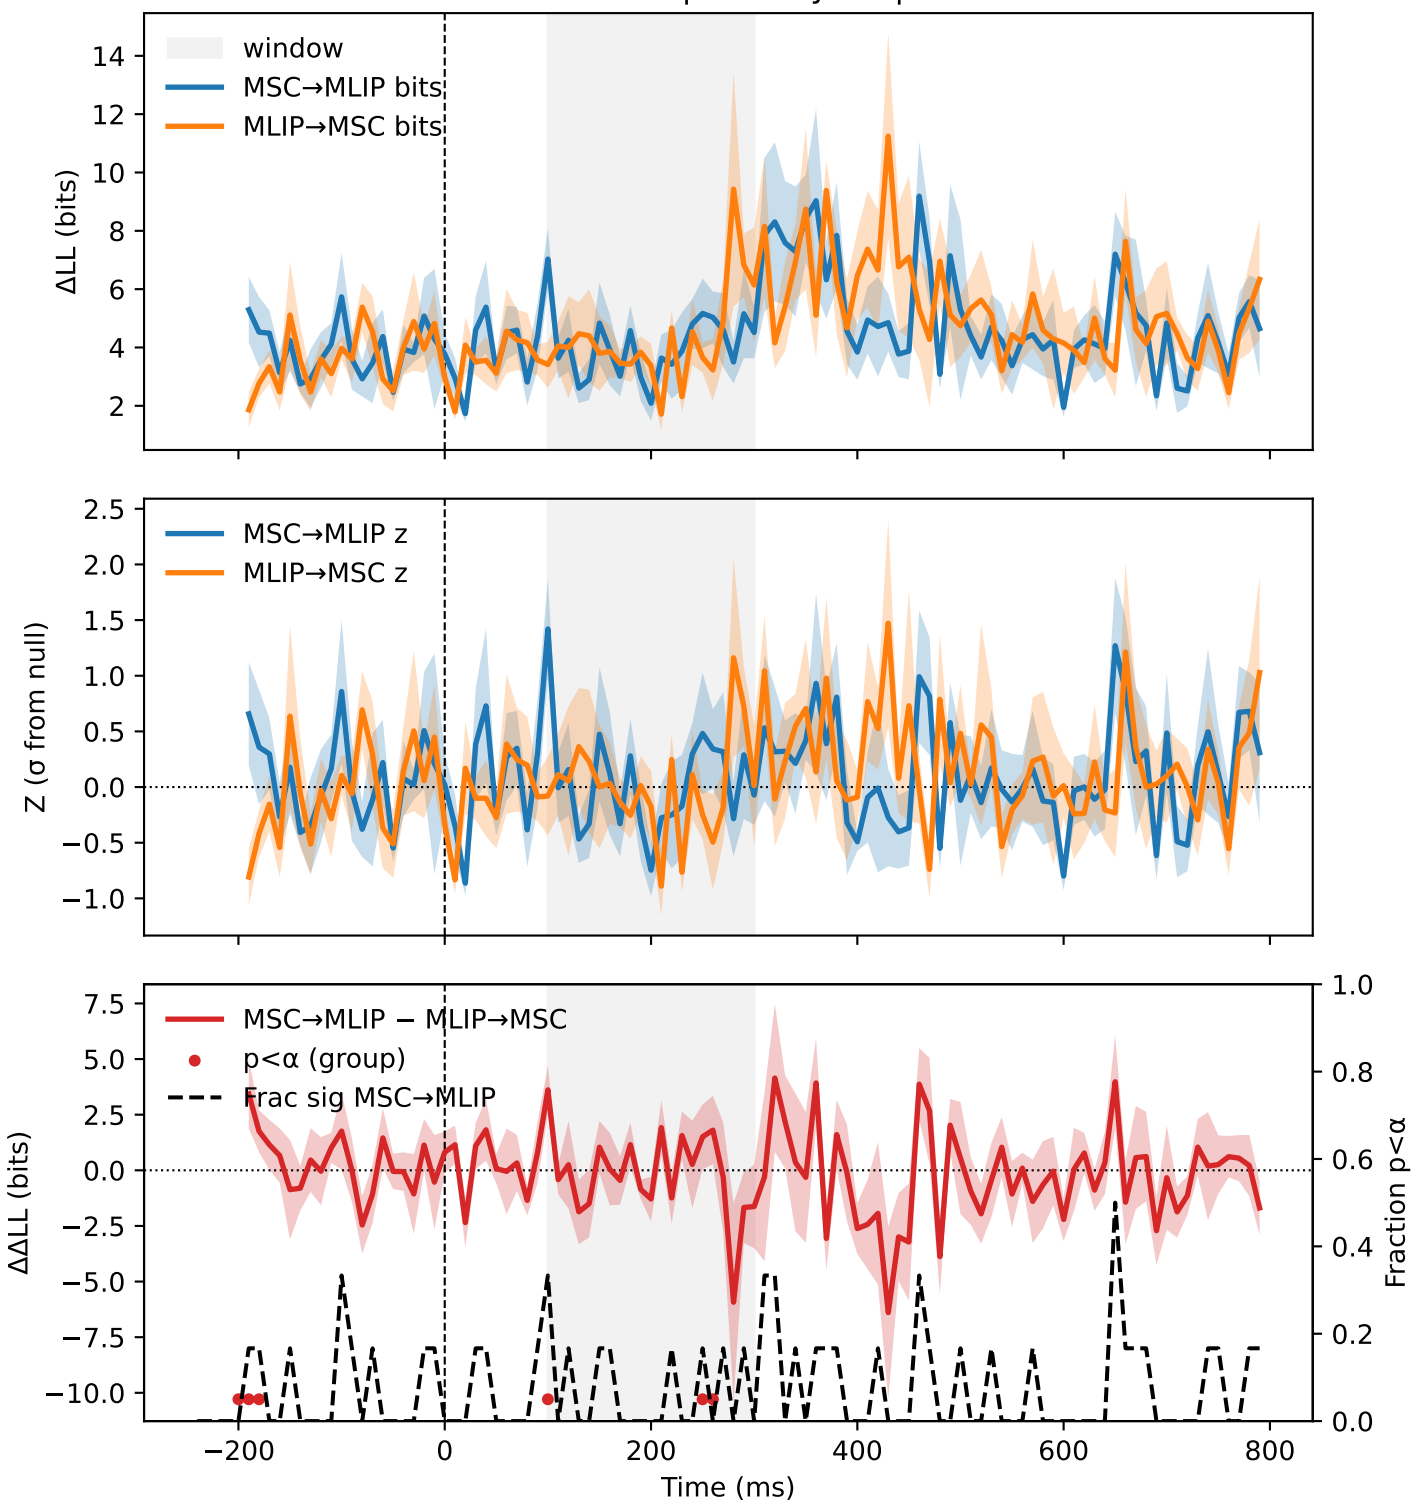 window
MSC→MLIP bits
MLIP→MSC bits
14
12
10
8
6
4
2
ΔLL (bits)
MSC→MLIP z
MLIP→MSC z
2.5
2.0
1.5
1.0
0.5
0.0
−0.5
−1.0
Z (σ from null)
MSC→MLIP − MLIP→MSC
p<α (group)
Frac sig MSC→MLIP
7.5
5.0
2.5
0.0
−2.5
−5.0
−7.5
−10.0
ΔΔLL (bits)
1.0
0.8
0.6
0.4
0.2
0.0
Fraction p<α
−200
0
200
400
600
800
Time (ms)